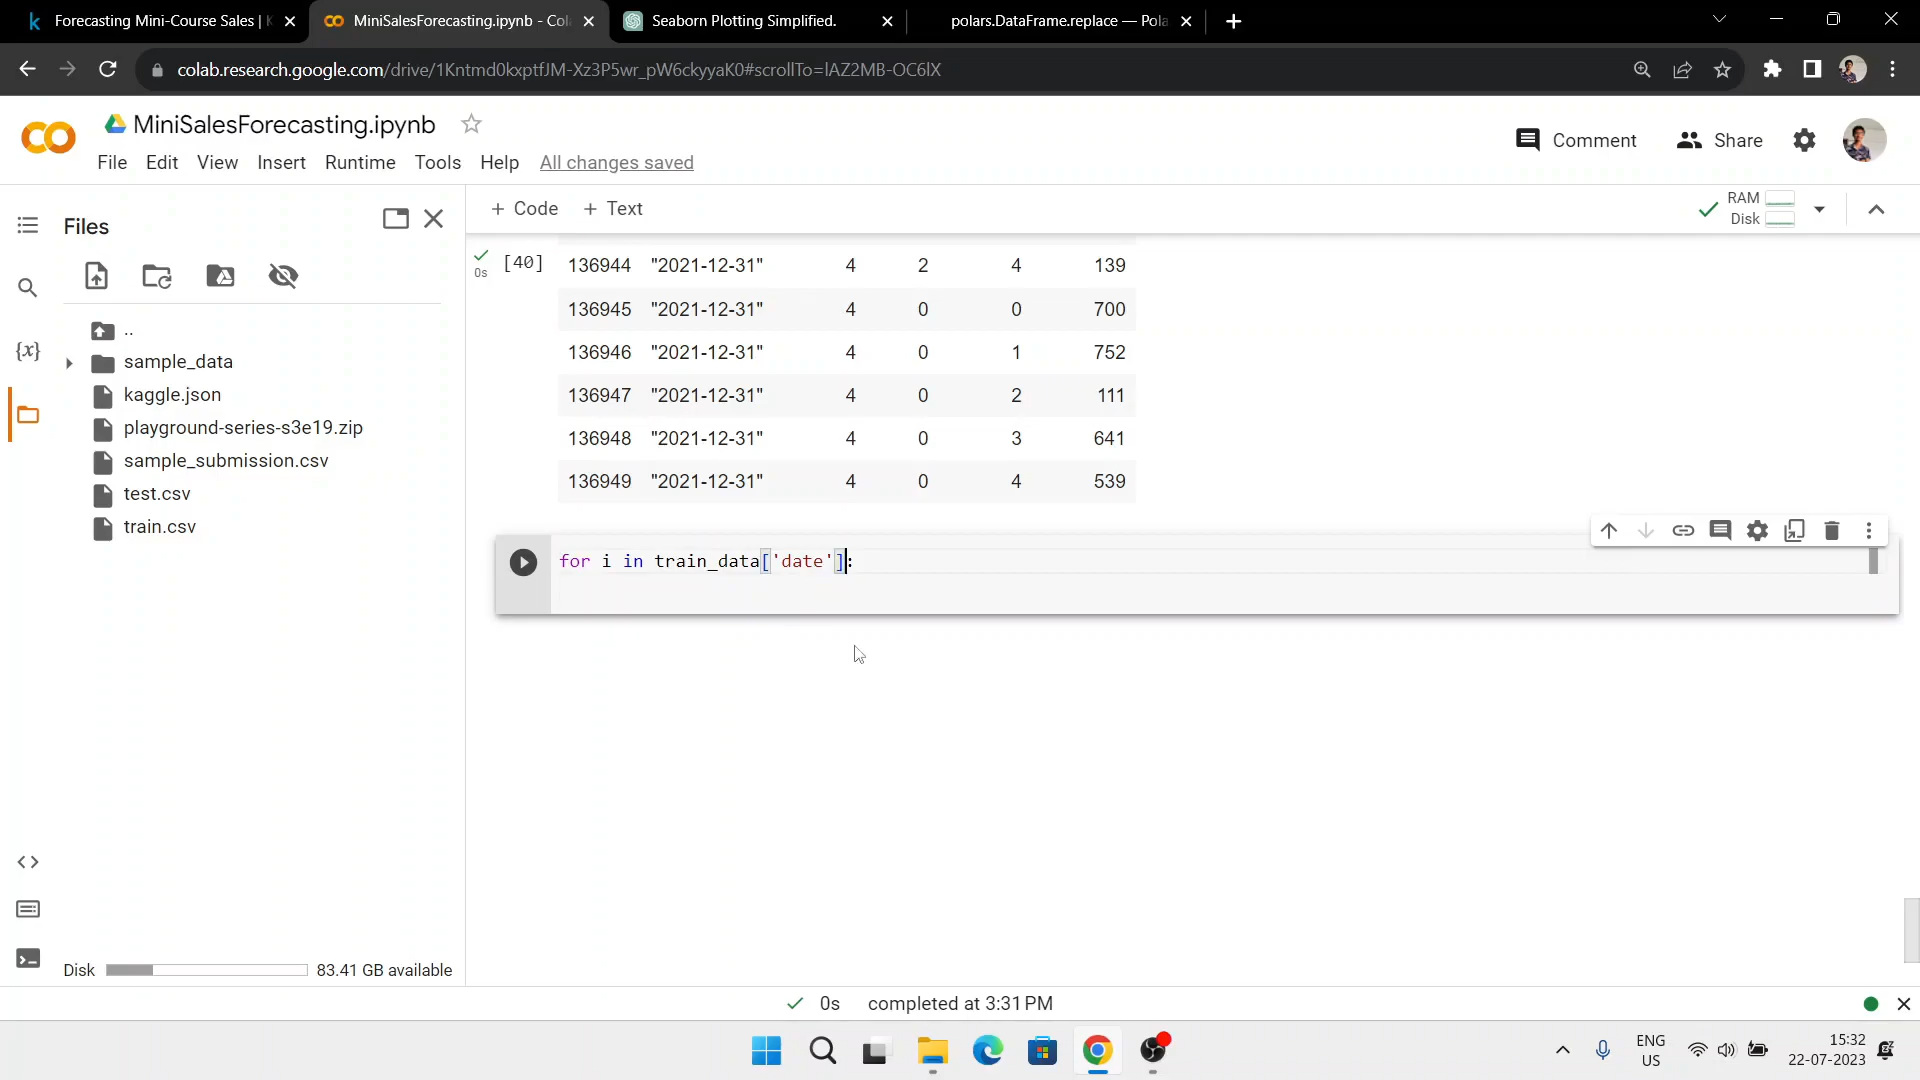 Forecasting Mini-Course Sales | K
MiniSalesForecasting.ipynb - Col
Seaborn Plotting Simplified.
polars.DataFrame.replace — Pola
colab.research.google.com/drive/1Kntmd0kxptfJM-Xz3P5wr_pW6ckyyaK0#scrollTo=lAZ2MB-OC6lX
MiniSalesForecasting.ipynb
Comment
Share
File Edit View Insert Runtime Tools Help All changes saved
Files
+ Code + Text
RAM
Disk
..
sample_data
kaggle.json
playground-series-s3e19.zip
sample_submission.csv
test.csv
train.csv
{x}
0s
[40]
136944 "2021-12-31" 4 2 4 139
136945 "2021-12-31" 4 0 0 700
136946 "2021-12-31" 4 0 1 752
136947 "2021-12-31" 4 0 2 111
136948 "2021-12-31" 4 0 3 641
136949 "2021-12-31" 4 0 4 539
for i in train_data['date']:
Disk 83.41 GB available
0s completed at 3:31 PM
ENG
US
15:32
22-07-2023